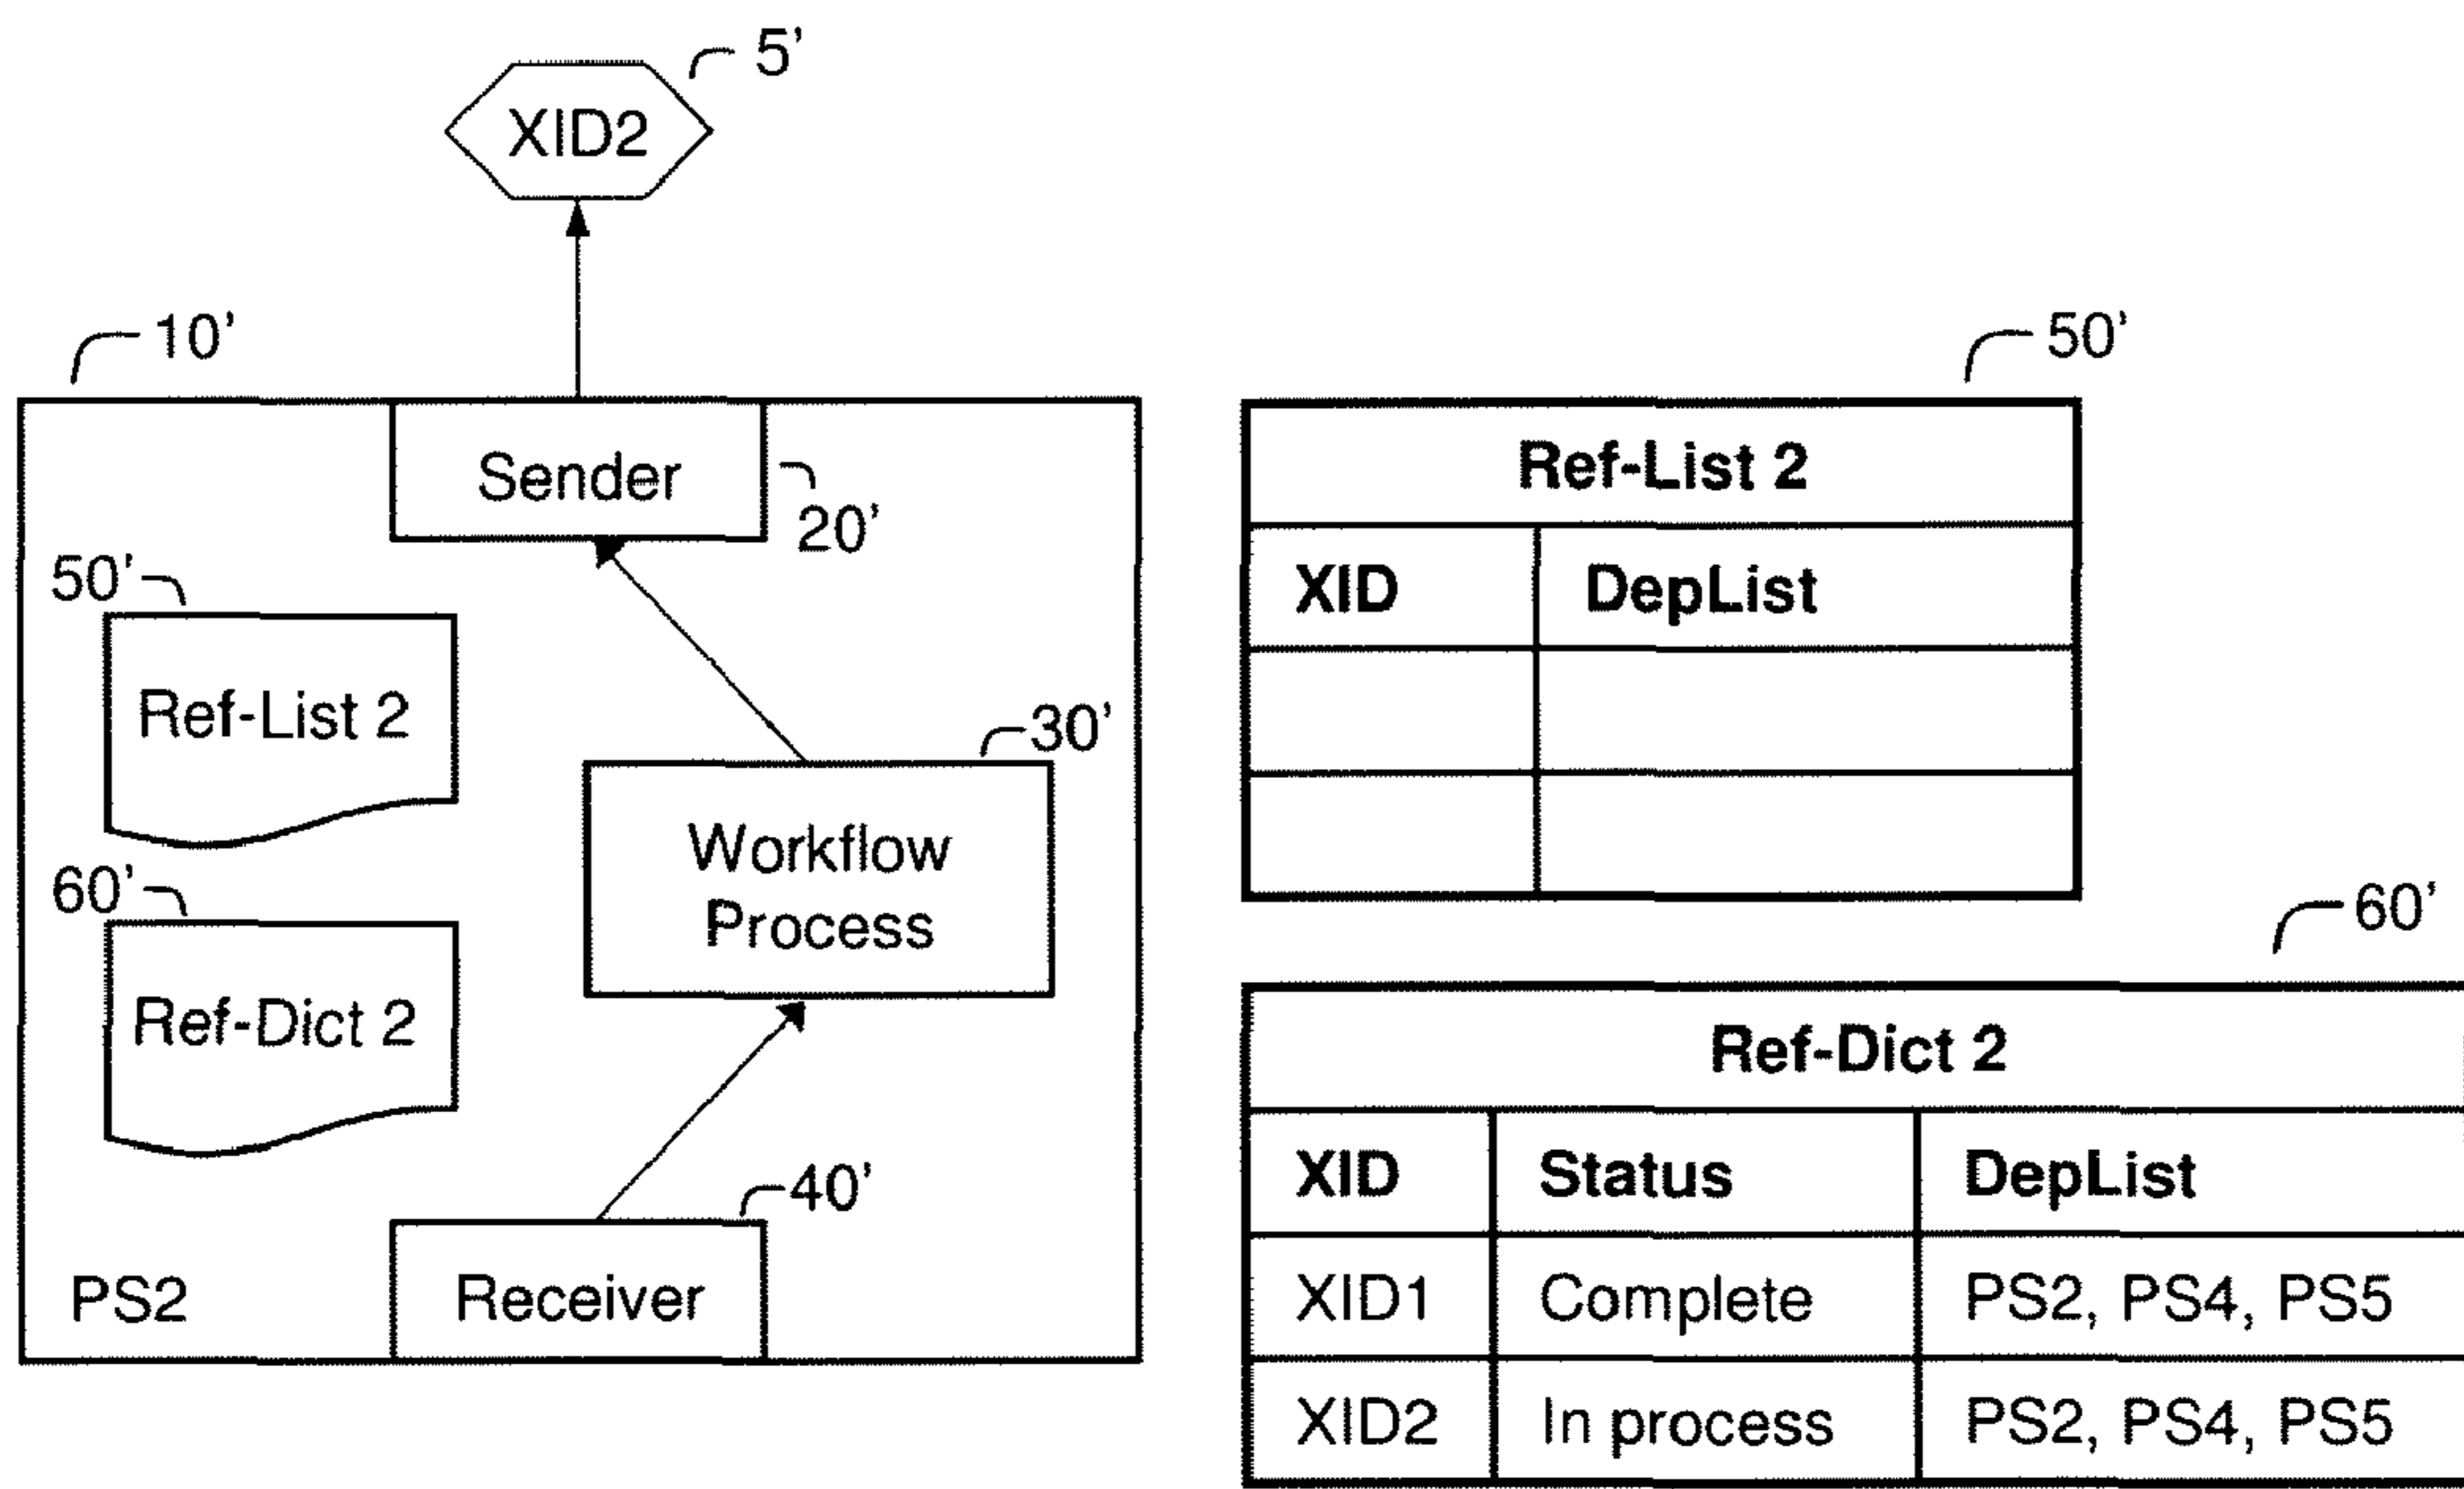 5’
XID2
10’
Sender
20’
50’
Ref-List 2
30’
Workflow
Process
60’
Ref-Dict 2
40’
PS2
Receiver
50’
Ref-List 2
XID DepList
60’
Ref-Dict 2
XID Status DepList
XID1 Complete PS2, PS4, PS5
XID2 In process PS2, PS4, PS5